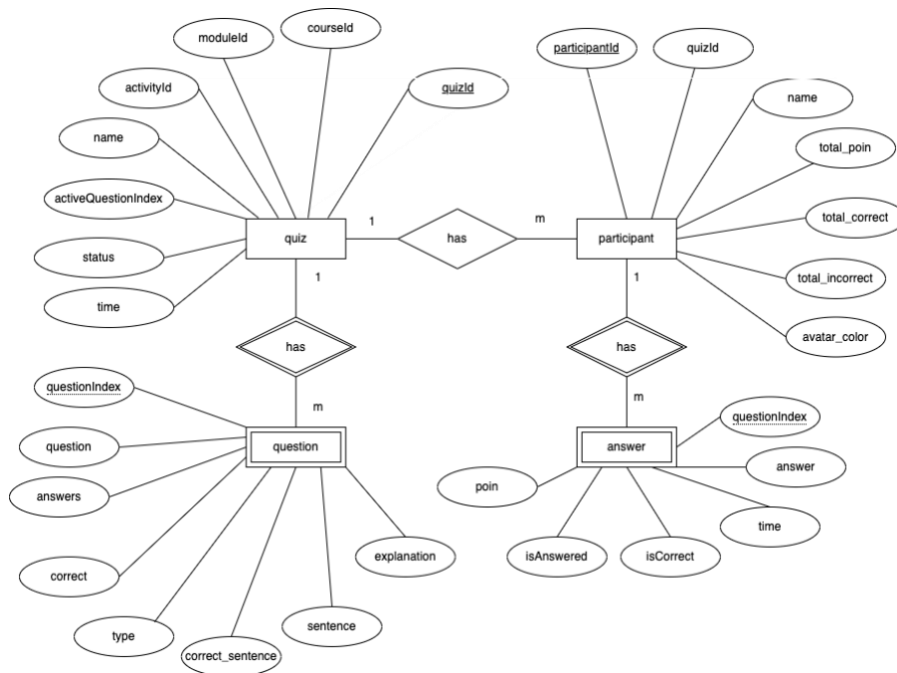 courseId
moduleId
participantId
quizId
activityId
quizId
name
name
total_poin
activeQuestionIndex
total_correct
quiz
1
has
m
participant
status
total_incorrect
1
1
time
avatar_color
has
has
questionIndex
m
m
questionIndex
question
question
answer
answer
answers
poin
time
explanation
isAnswered
isCorrect
correct
sentence
type
correct_sentence